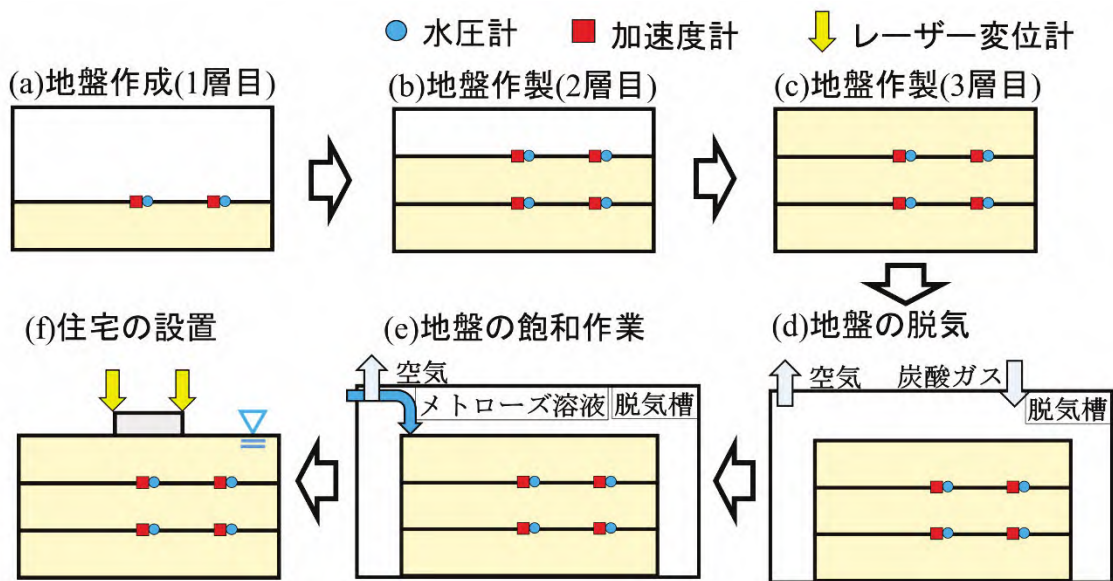 水圧計 加速度計 レーザー変位計
(a)地盤作成(1層目)
(b)地盤作製(2層目)
(c)地盤作製(3層目)
(f)住宅の設置
(e)地盤の飽和作業
空気
メトローズ溶液
脱気槽
(d)地盤の脱気
空気
炭酸ガス
脱気槽